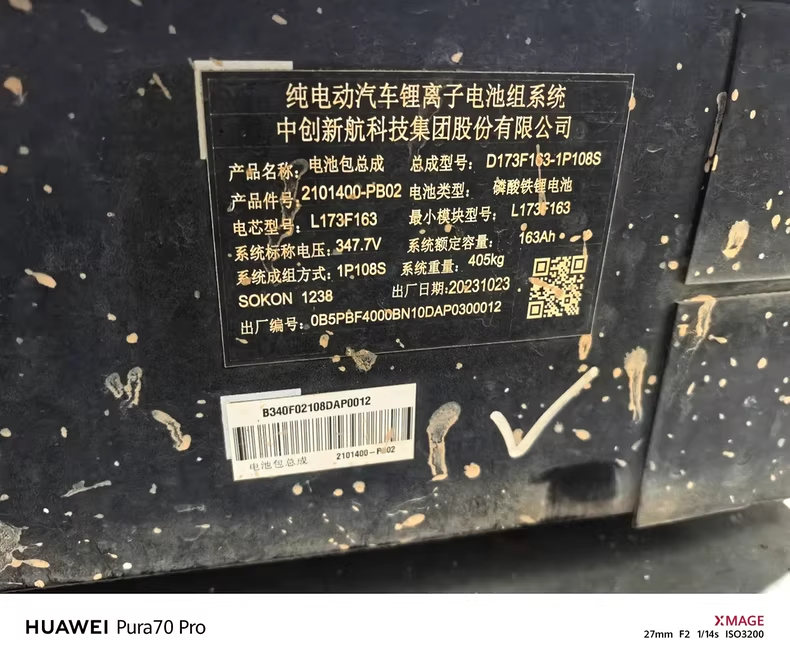 纯电动汽车锂离子电池组系统
中创新航科技集团股份有限公司
产品名称：电池包总成 总成型号：D173F163-1P108S
产品件号：2101400-PB02 电池类型：磷酸铁锂电池
电芯型号：L173F163 最小模块型号：L173F163
系统标称电压：347.7V 系统额定容量：163Ah
系统成组方式：1P108S 系统重量：405kg
SOKON 1238 出厂日期：20231023
出厂编号：0B5PBF4000BN10DAP0300012
B340F02108DAP0012
电池包总成 2101400-PB02
HUAWEI Pura70 Pro
XMAGE
27mm F2 1/14s ISO3200